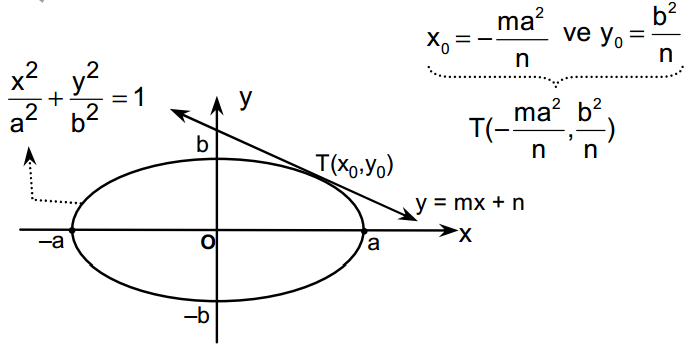 x₀ = −ma²/n ve y₀ = b²/n
T(−ma²/n, b²/n)
x²/a² + y²/b² = 1
y
b
T(x₀,y₀)
y = mx + n
−a
O
a
x
−b